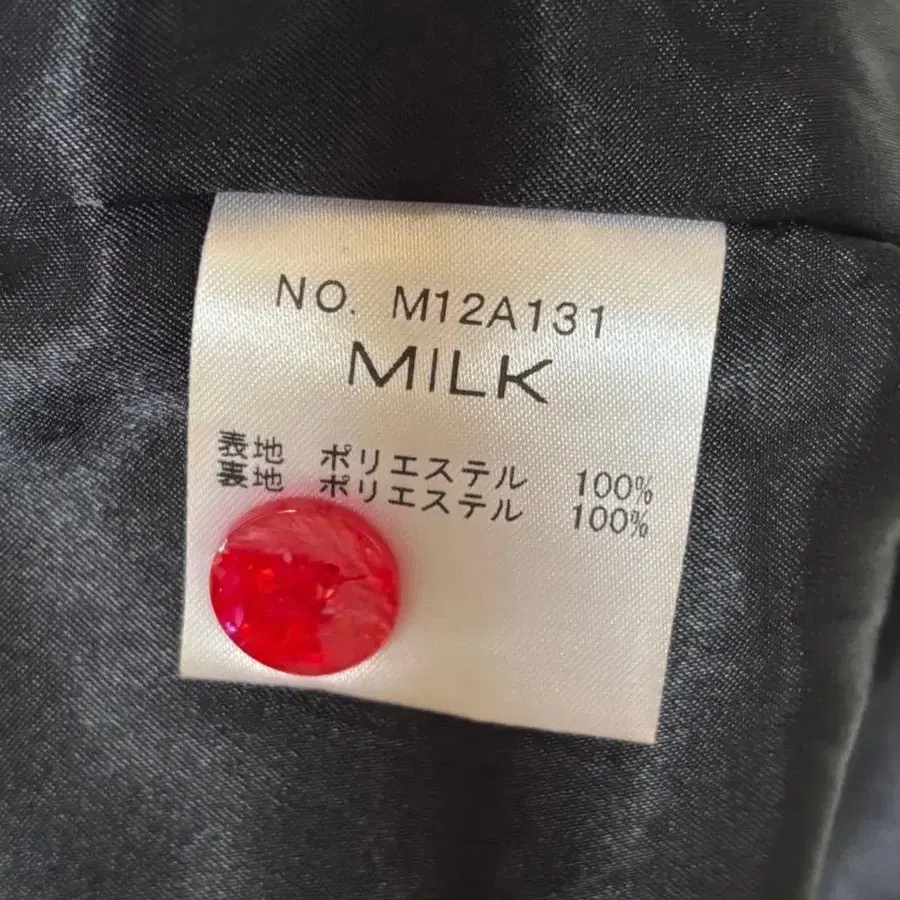 NO. M12A131
MILK
表地 ポリエステル 100%
裏地 ポリエステル 100%